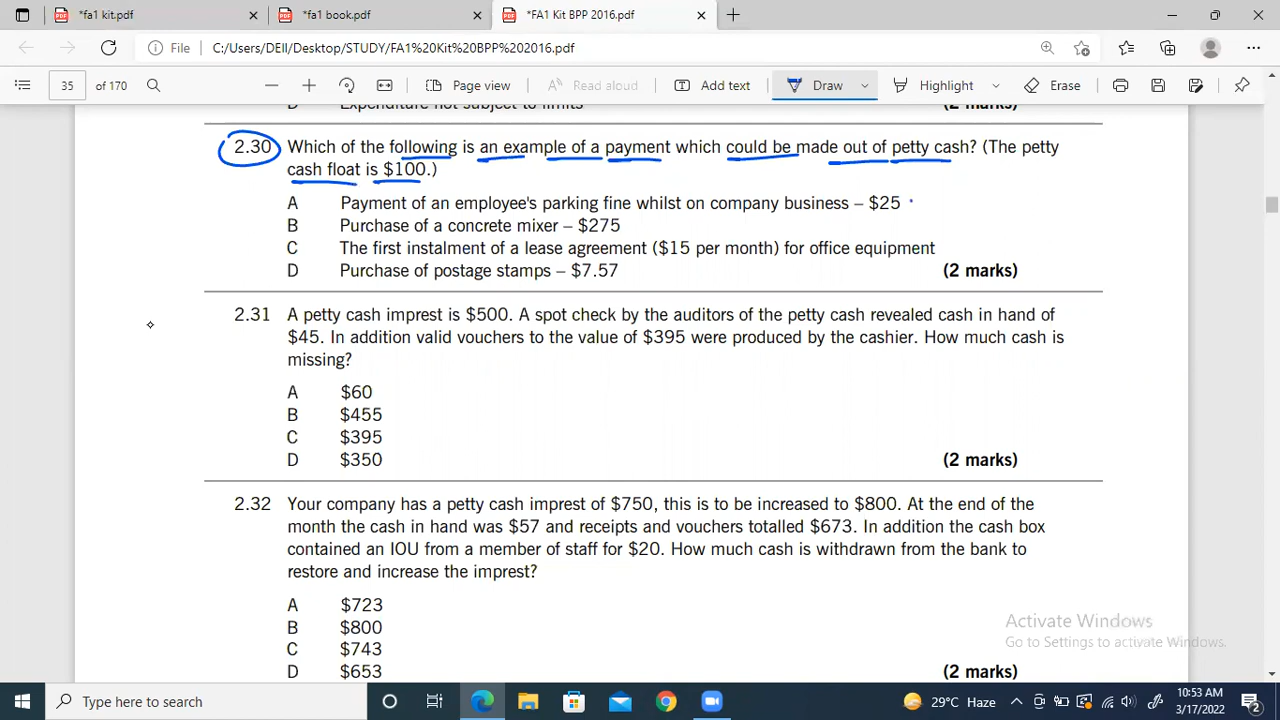 *fa1 kit.pdf
*fa1 book.pdf
*FA1 Kit BPP 2016.pdf
File
C:/Users/DEll/Desktop/STUDY/FA1%20Kit%20BPP%202016.pdf
35 of 170
Page view
Read aloud
Add text
Draw
Highlight
Erase
D Expenditure not subject to limits (2 marks)
2.30 Which of the following is an example of a payment which could be made out of petty cash? (The petty
cash float is $100.)
A Payment of an employee's parking fine whilst on company business – $25
B Purchase of a concrete mixer – $275
C The first instalment of a lease agreement ($15 per month) for office equipment
D Purchase of postage stamps – $7.57 (2 marks)
2.31 A petty cash imprest is $500. A spot check by the auditors of the petty cash revealed cash in hand of
$45. In addition valid vouchers to the value of $395 were produced by the cashier. How much cash is
missing?
A $60
B $455
C $395
D $350 (2 marks)
2.32 Your company has a petty cash imprest of $750, this is to be increased to $800. At the end of the
month the cash in hand was $57 and receipts and vouchers totalled $673. In addition the cash box
contained an IOU from a member of staff for $20. How much cash is withdrawn from the bank to
restore and increase the imprest?
A $723
B $800
C $743
D $653 (2 marks)
Activate Windows
Go to Settings to activate Windows.
Type here to search
29°C Haze
10:53 AM
3/17/2022
2